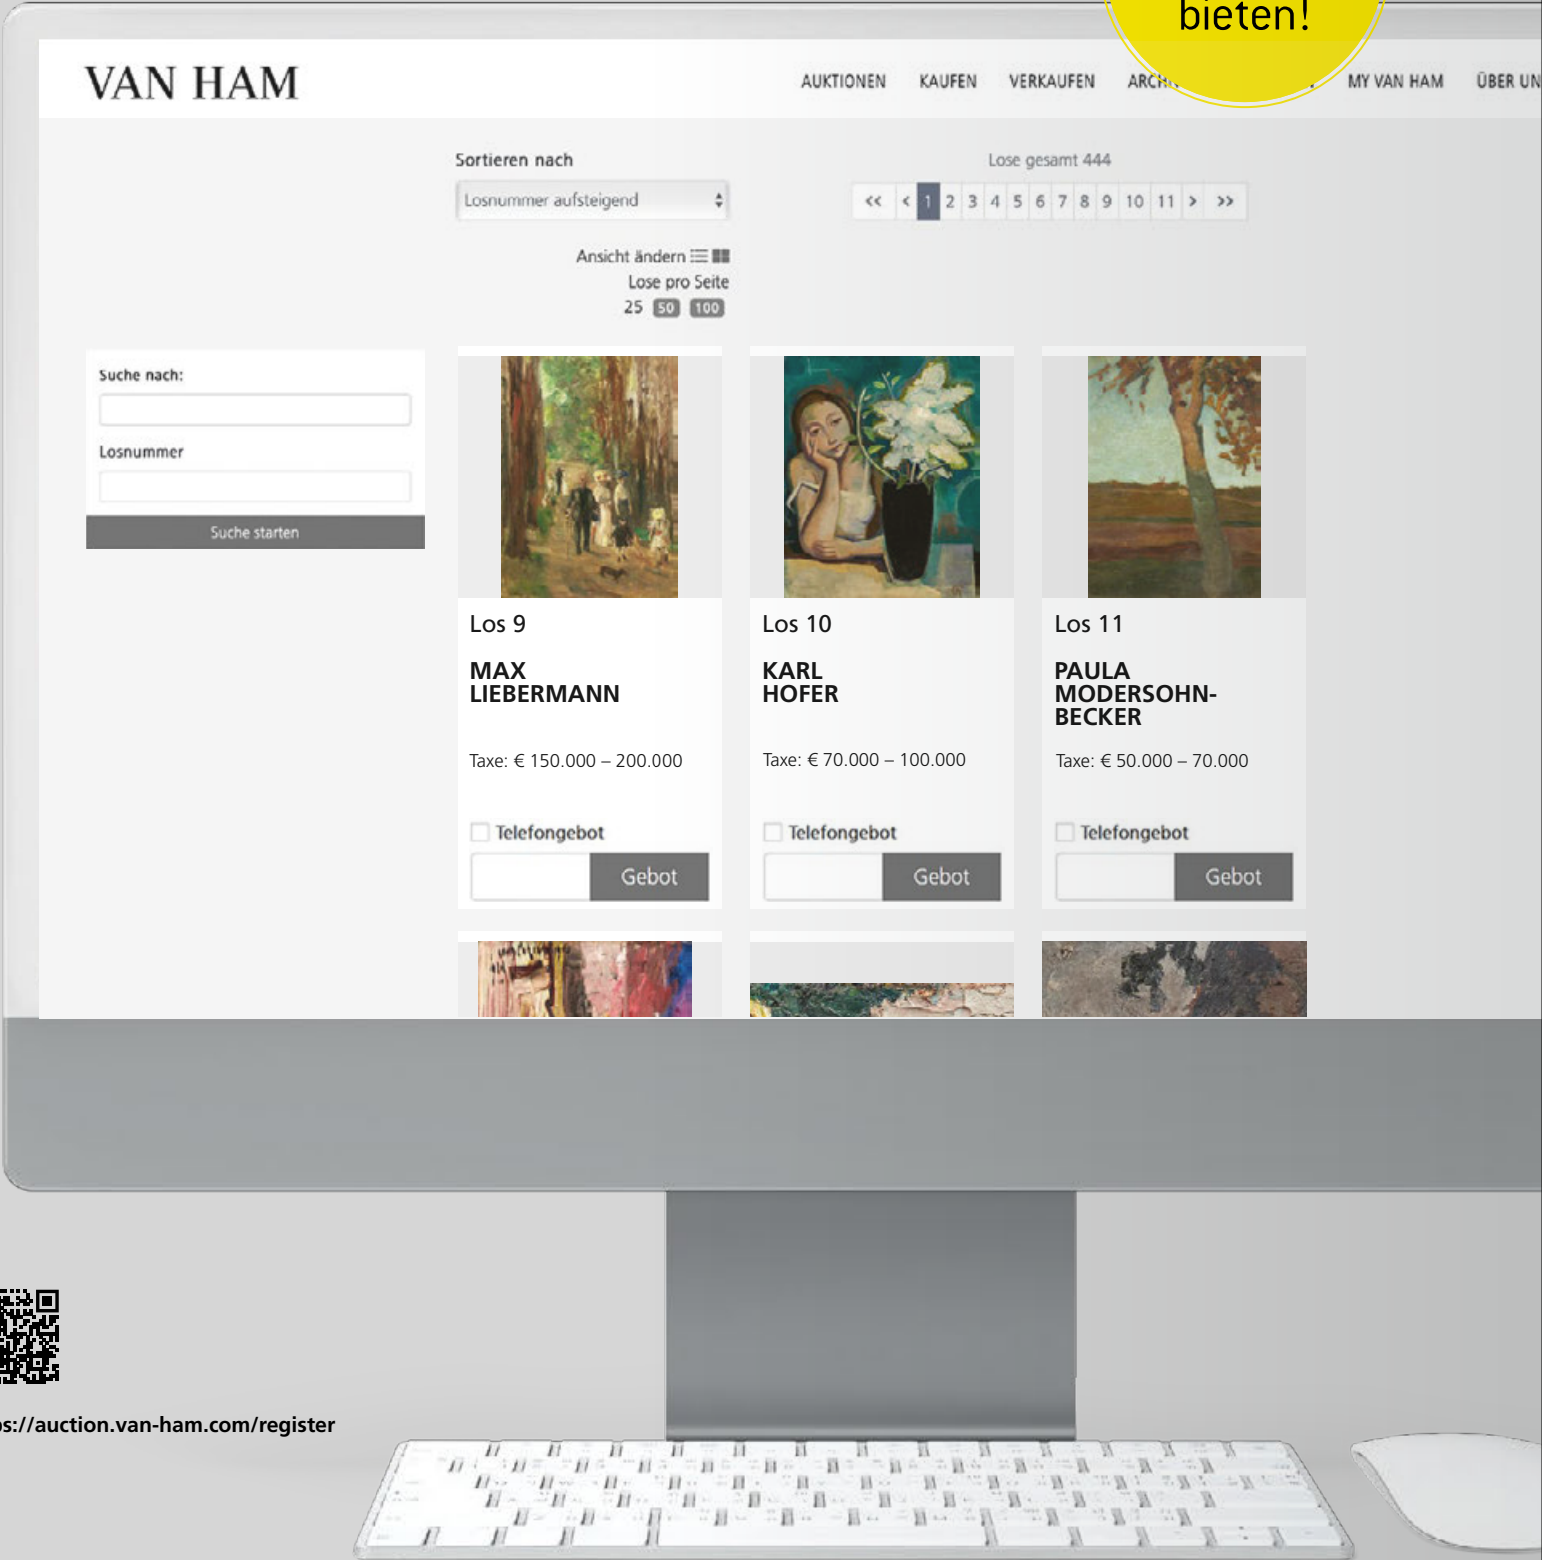 bieten!
VAN HAM
AUKTIONEN KAUFEN VERKAUFEN MY VAN HAM ÜBER UN
Sortieren nach
Losnummer aufsteigend
Lose gesamt 444
<< < 1 2 3 4 5 6 7 8 9 10 11 > >>
Ansicht ändern
Lose pro Seite
25 50 100
Suche nach:
Losnummer
Suche starten
Los 9
MAX
LIEBERMANN
Taxe: € 150.000 – 200.000
Telefongebot
Gebot
Los 10
KARL
HOFER
Taxe: € 70.000 – 100.000
Telefongebot
Gebot
Los 11
PAULA
MODERSOHN-
BECKER
Taxe: € 50.000 – 70.000
Telefongebot
Gebot
ps://auction.van-ham.com/register